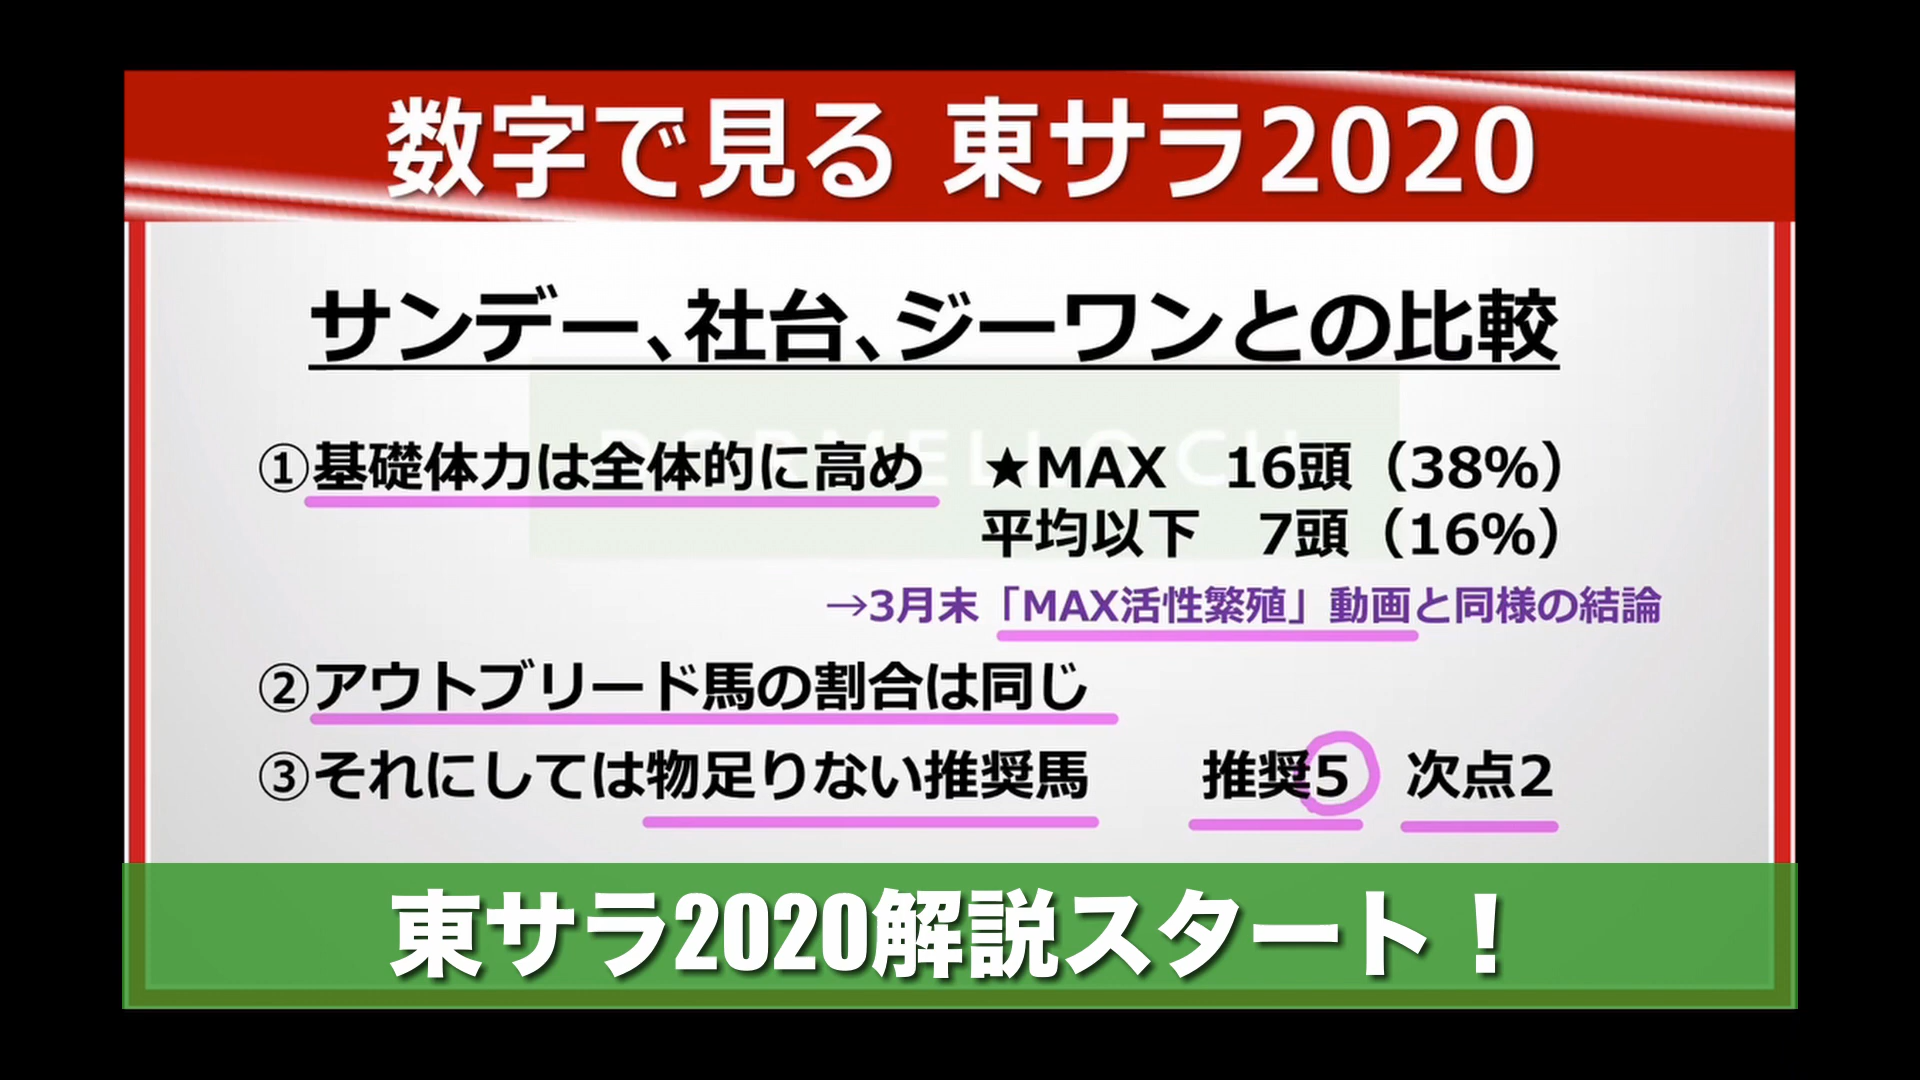 数字で見る 東サラ2020
サンデー、社台、ジーワンとの比較
①基礎体力は全体的に高め ★MAX 16頭（38%）
平均以下 7頭（16%）
→3月末「MAX活性繁殖」動画と同様の結論
②アウトブリード馬の割合は同じ
③それにしては物足りない推奨馬 推奨5 次点2
東サラ2020解説スタート！